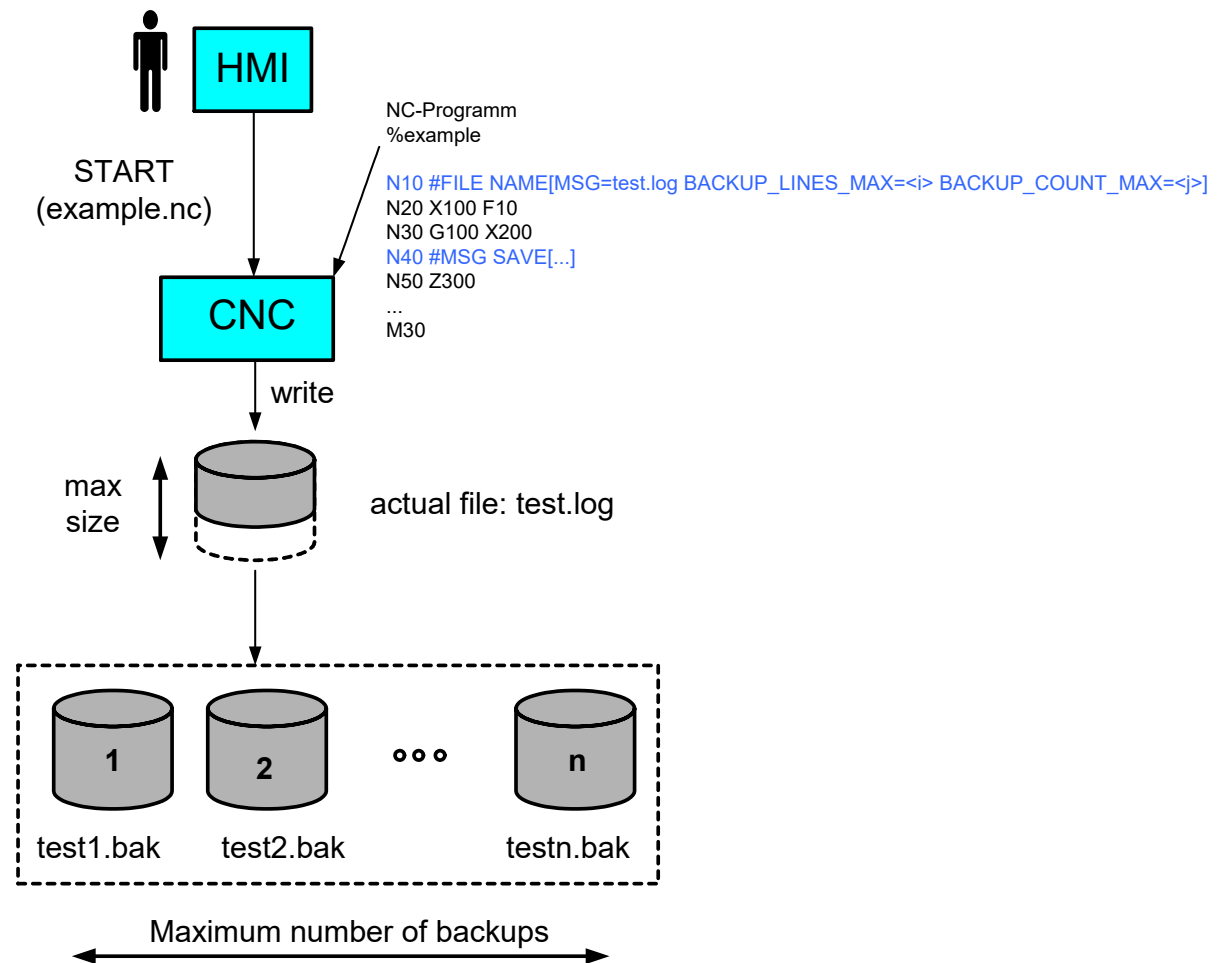 HMI
NC-Programm
%example
START
(example.nc)
N10 #FILE NAME[MSG=test.log BACKUP_LINES_MAX=<i> BACKUP_COUNT_MAX=<j>]
N20 X100 F10
N30 G100 X200
N40 #MSG SAVE[...]
N50 Z300
...
M30
CNC
write
max
size
actual file: test.log
1
2
n
test1.bak
test2.bak
testn.bak
Maximum number of backups